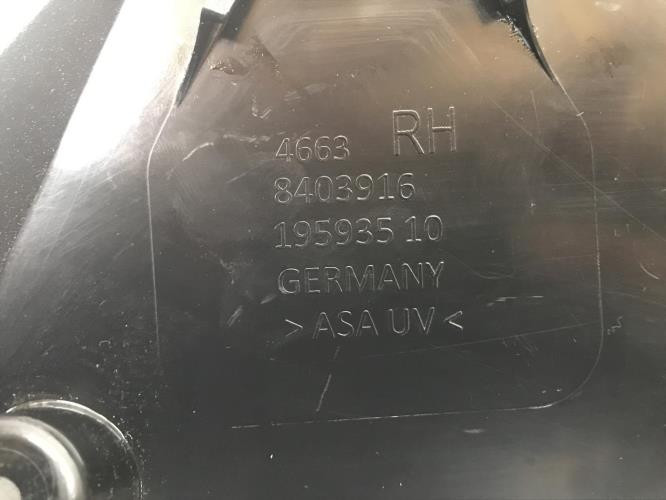 4663 RH
8403916
195935 10
GERMANY
> ASA UV <